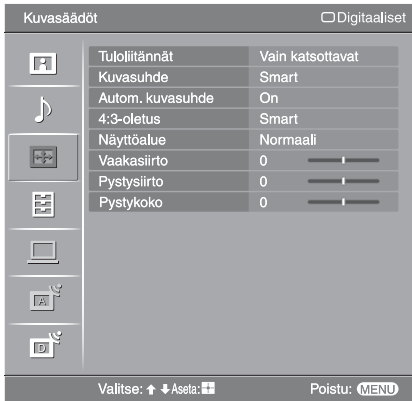 Kuvasäädöt Digitaaliset
Tuloliitännät Vain katsottavat
Kuvasuhde Smart
Autom. kuvasuhde On
4:3-oletus Smart
Näyttöalue Normaali
Vaakasiirto 0
Pystysiirto 0
Pystykoko 0
A
D
Valitse: Aseta: Poistu: MENU